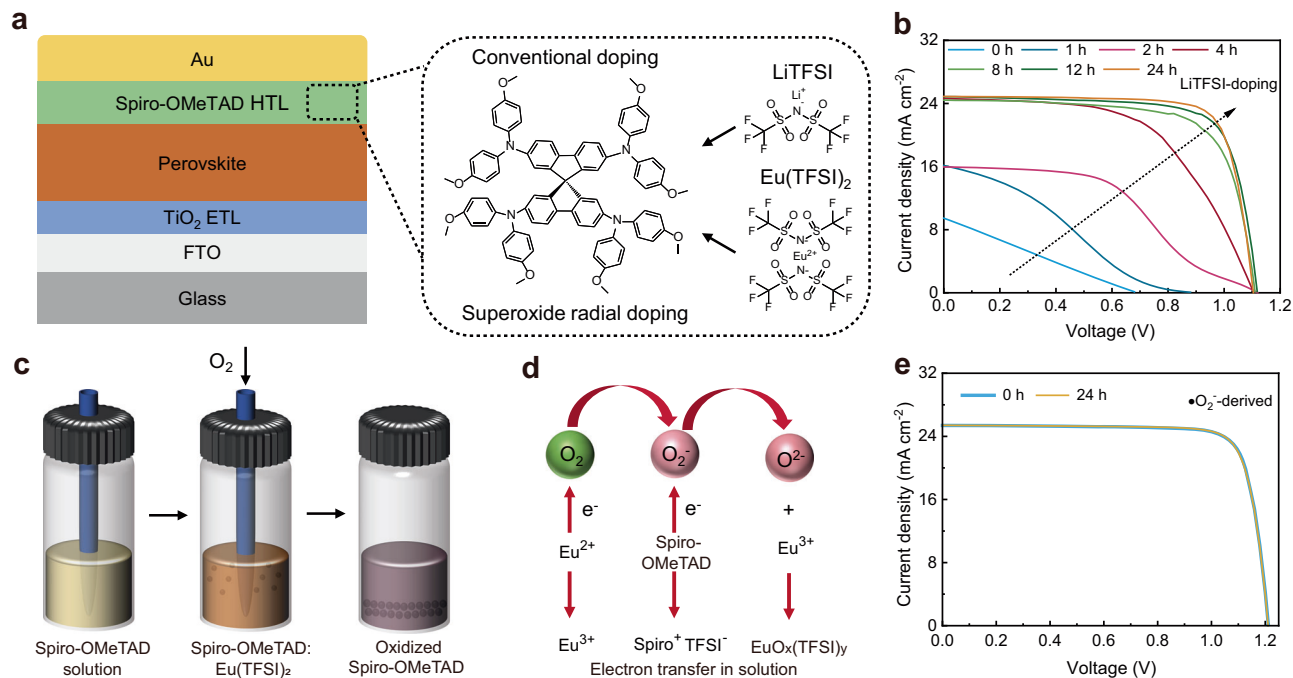 a
Au
Spiro-OMeTAD HTL
Perovskite
TiO₂ ETL
FTO
Glass
Conventional doping
Superoxide radial doping
LiTFSI
Li⁺
Eu(TFSI)₂
Eu²⁺
b
0 h 1 h 2 h 4 h
8 h 12 h 24 h
LiTFSI-doping
Current density (mA cm⁻²)
32
24
16
8
0
0.0 0.2 0.4 0.6 0.8 1.0 1.2
Voltage (V)
c
O₂
Spiro-OMeTAD
solution
Spiro-OMeTAD:
Eu(TFSI)₂
Oxidized
Spiro-OMeTAD
d
O₂ O₂⁻ O²⁻
e⁻ e⁻ +
Eu²⁺ Spiro-
OMeTAD Eu³⁺
Eu³⁺ Spiro⁺ TFSI⁻ EuOₓ(TFSI)ᵧ
Electron transfer in solution
e
0 h 24 h
•O₂⁻-derived
Current density (mA cm⁻²)
32
24
16
8
0
0.0 0.2 0.4 0.6 0.8 1.0 1.2
Voltage (V)